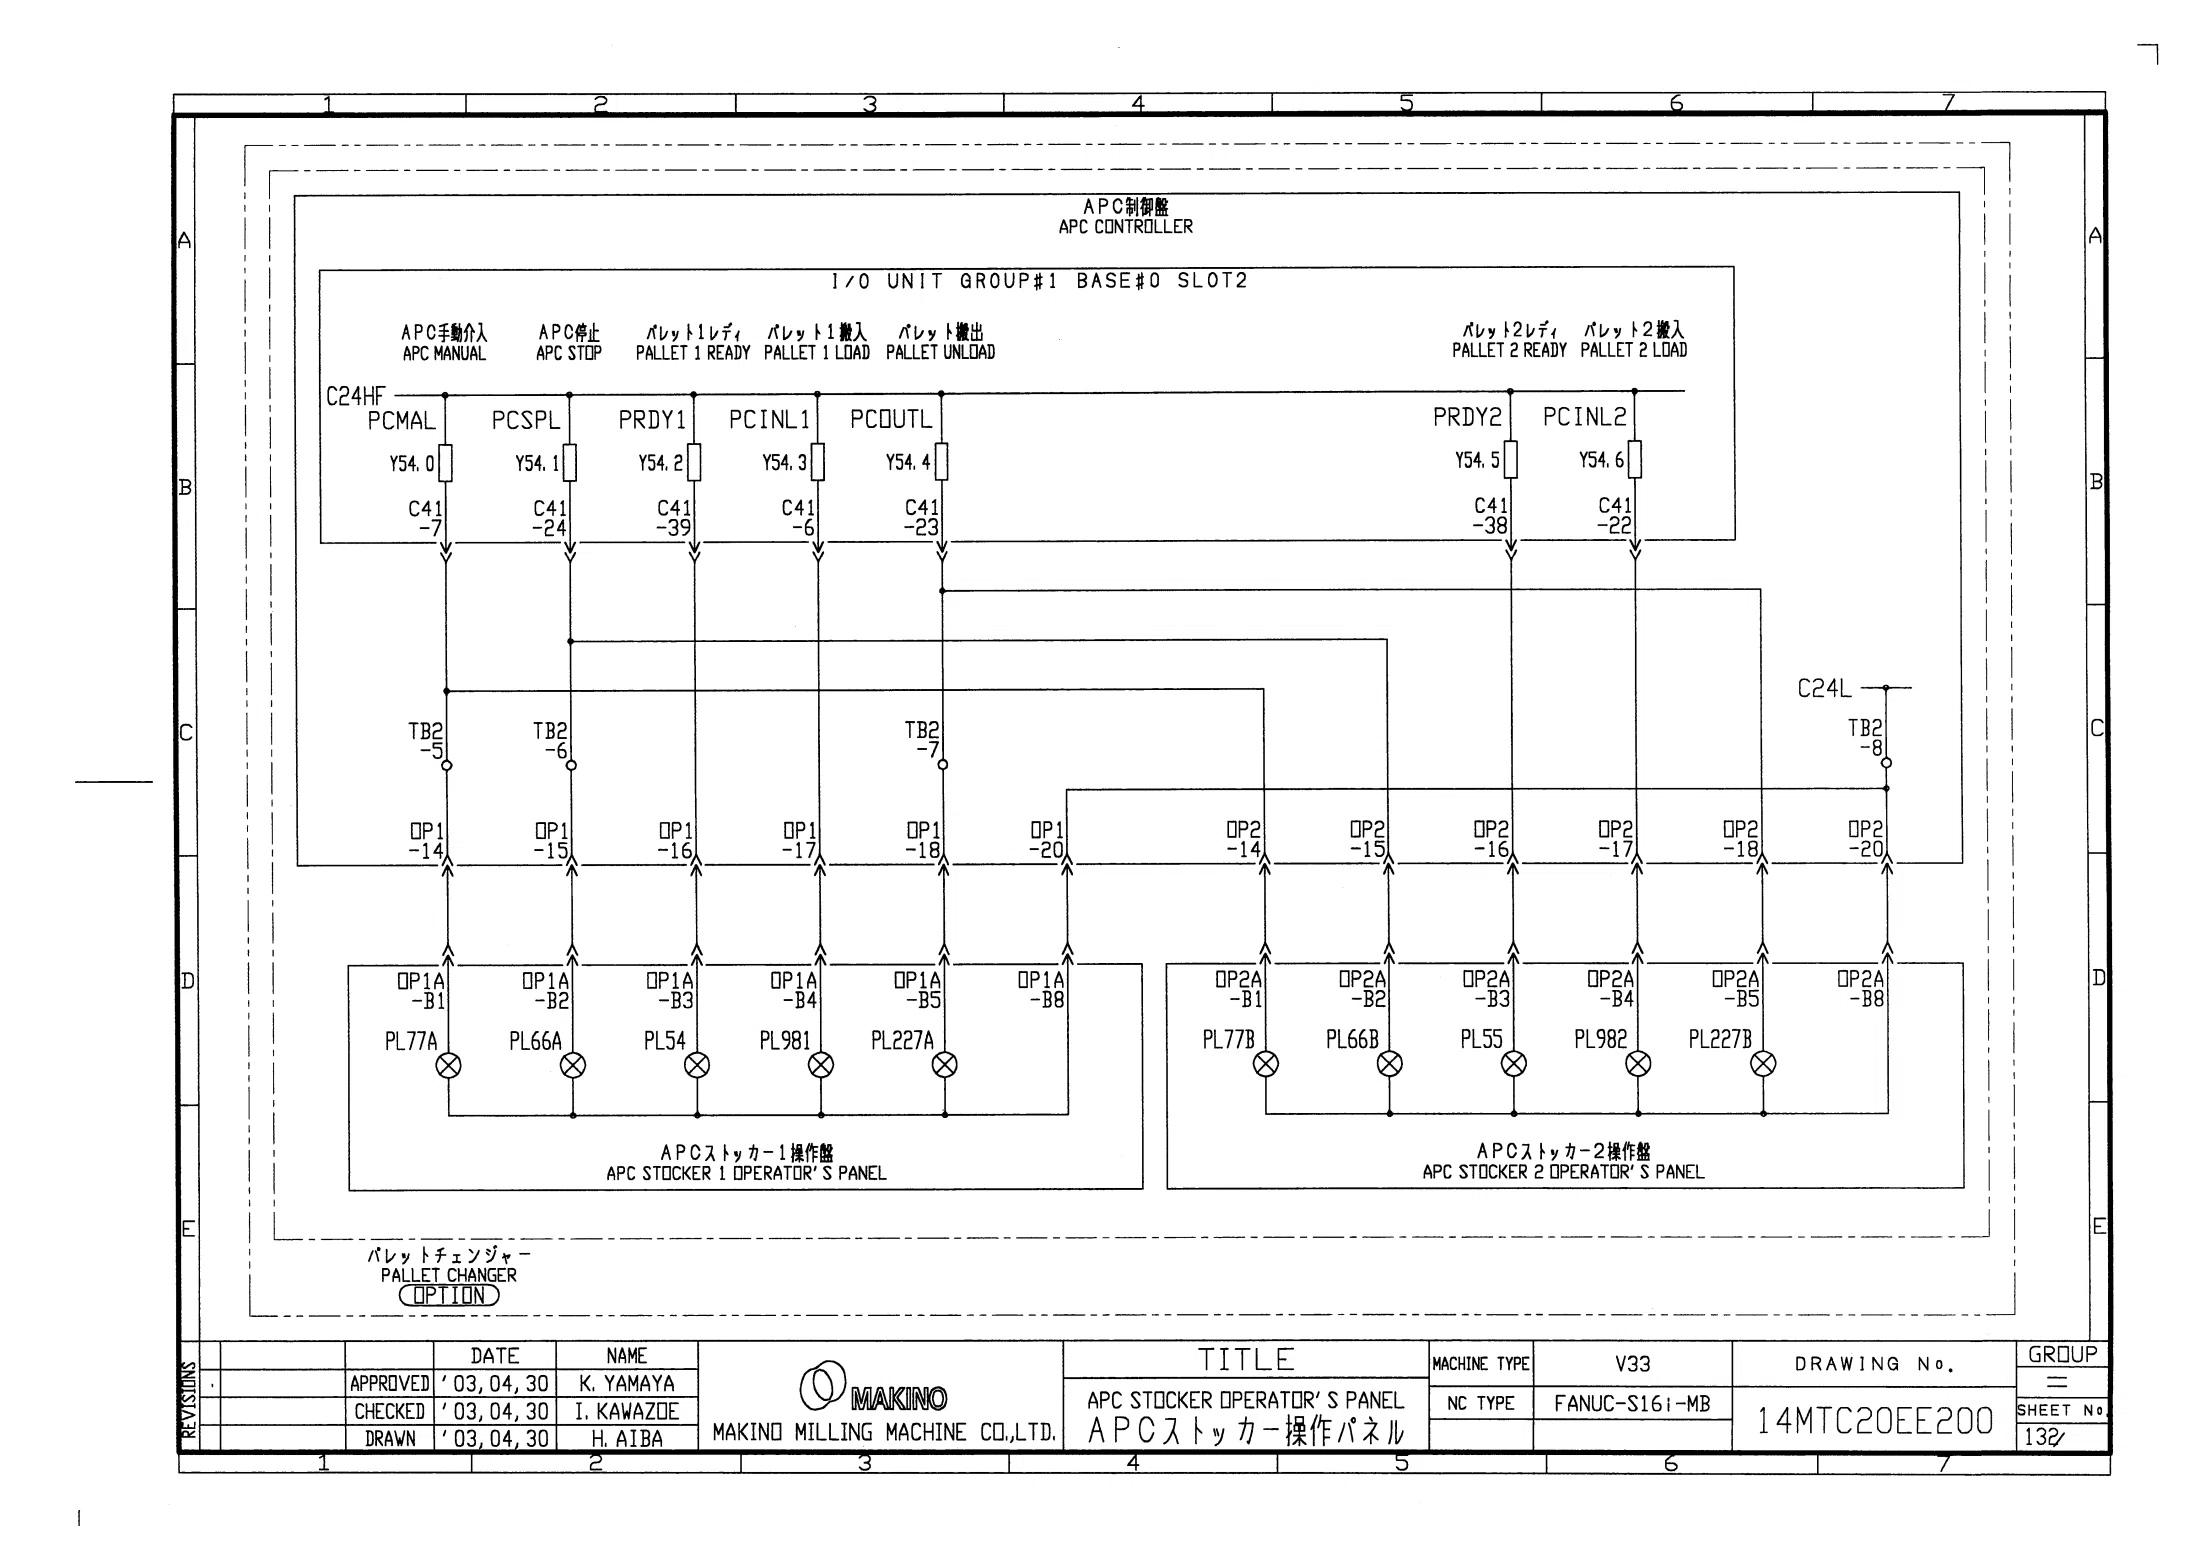 1 2 3 4 5 6 7
APC制御盤
APC CONTROLLER
A A
I/O UNIT GROUP#1 BASE#0 SLOT2
APC手動介入 APC停止 パレット1レディ パレット1搬入 パレット搬出 パレット2レディ パレット2搬入
APC MANUAL APC STOP PALLET 1 READY PALLET 1 LOAD PALLET UNLOAD PALLET 2 READY PALLET 2 LOAD
C24HF
PCMAL PCSPL PRDY1 PCINL1 PCOUTL PRDY2 PCINL2
Y54.0 Y54.1 Y54.2 Y54.3 Y54.4 Y54.5 Y54.6
B B
C41 C41 C41 C41 C41 C41 C41
-7 -24 -39 -6 -23 -38 -22
C24L
C C
TB2 TB2 TB2 TB2
-5 -6 -7 -8
OP1 OP1 OP1 OP1 OP1 OP1 OP2 OP2 OP2 OP2 OP2 OP2
-14 -15 -16 -17 -18 -20 -14 -15 -16 -17 -18 -20
D D
OP1A OP1A OP1A OP1A OP1A OP1A OP2A OP2A OP2A OP2A OP2A OP2A
-B1 -B2 -B3 -B4 -B5 -B8 -B1 -B2 -B3 -B4 -B5 -B8
PL77A PL66A PL54 PL981 PL227A PL77B PL66B PL55 PL982 PL227B
APCストッカー1操作盤 APCストッカー2操作盤
APC STOCKER 1 OPERATOR'S PANEL APC STOCKER 2 OPERATOR'S PANEL
E E
パレットチェンジャー
PALLET CHANGER
OPTION
REVISIONS
DATE NAME
APPROVED '03,04,30 K. YAMAYA
CHECKED '03,04,30 I. KAWAZOE
DRAWN '03,04,30 H. AIBA
MAKINO
MAKINO MILLING MACHINE CO.,LTD.
TITLE
APC STOCKER OPERATOR'S PANEL
APCストッカー操作パネル
MACHINE TYPE V33
NC TYPE FANUC-S16i-MB
DRAWING No.
14MTC20EE200
GROUP
=
SHEET No.
132/
1 2 3 4 5 6 7